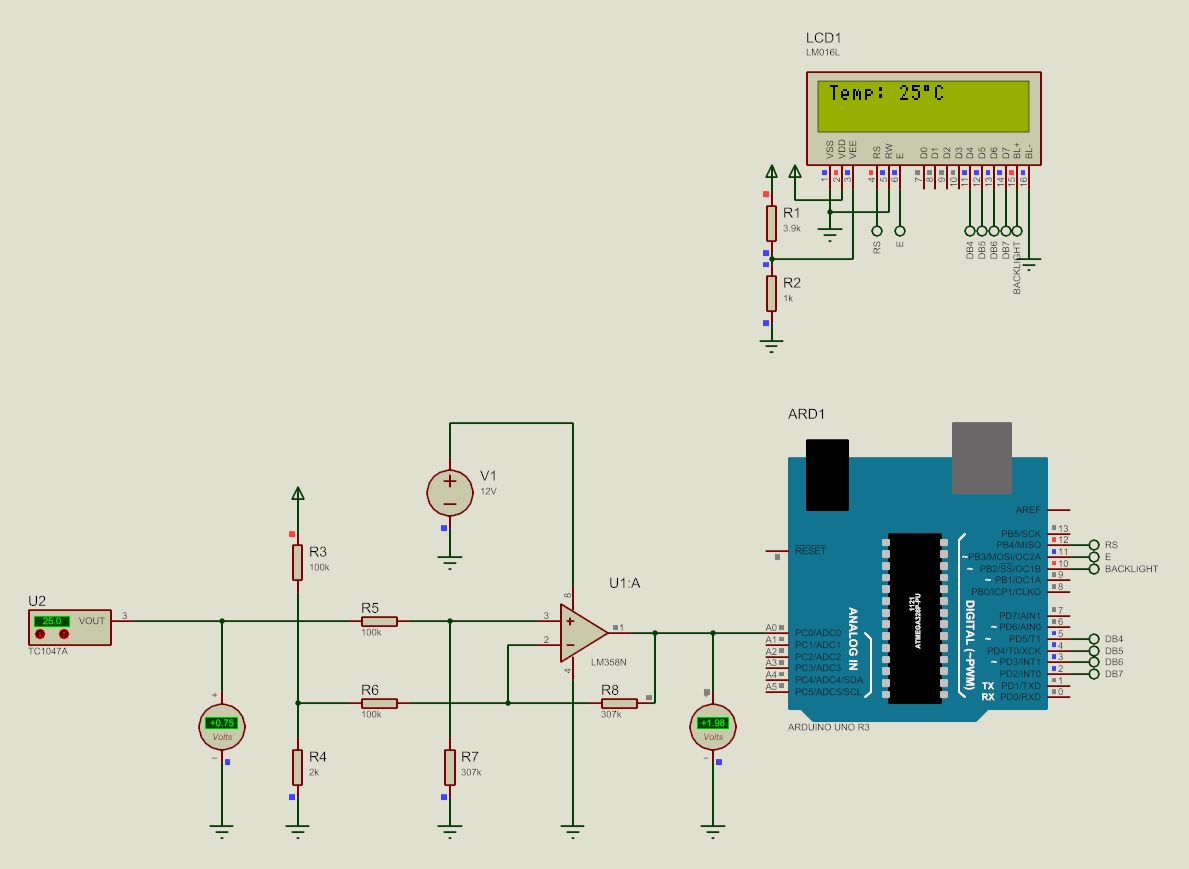 LCD1
LM016L
Temp: 25°C
VSS
VDD
VEE
RS
RW
E
D0
D1
D2
D3
D4
D5
D6
D7
BL+
BL-
1
2
3
4
5
6
7
8
9
10
11
12
13
14
15
16
R1
3.9k
R2
1k
RS
E
DB4
DB5
DB6
DB7
BACKLIGHT
V1
12V
R3
100k
U2
25.0
VOUT
3
TC1047A
R5
100k
R6
100k
R4
2k
R7
307k
R8
307k
U1:A
LM358N
3
2
8
4
1
+
-
+0.75
Volts
+
-
+1.98
Volts
+
-
ARD1
RESET
AREF
PB5/SCK
13
PB4/MISO
12
RS
~PB3/MOSI/OC2A
11
E
~ PB2/SS/OC1B
10
BACKLIGHT
~ PB1/OC1A
9
PB0/ICP1/CLKO
8
PD7/AIN1
7
~ PD6/AIN0
6
~ PD5/T1
5
DB4
PD4/T0/XCK
4
DB5
~ PD3/INT1
3
DB6
PD2/INT0
2
DB7
TX PD1/TXD
1
RX PD0/RXD
0
A0
PC0/ADC0
A1
PC1/ADC1
A2
PC2/ADC2
A3
PC3/ADC3
A4
PC4/ADC4/SDA
A5
PC5/ADC5/SCL
ANALOG IN
ATMEGA328P-PU
1121
DIGITAL (~PWM)
ARDUINO UNO R3